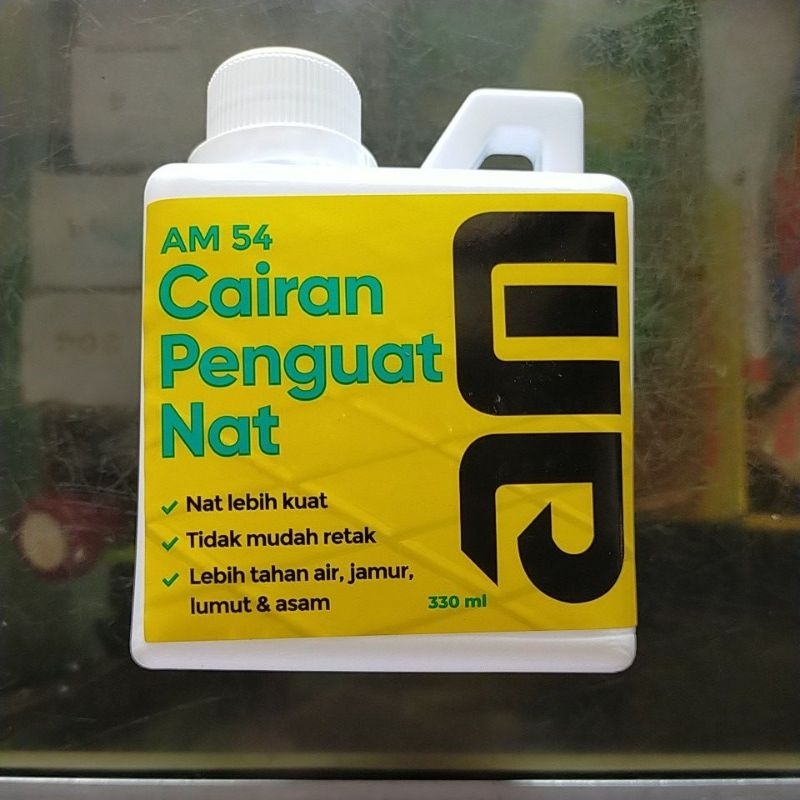 AM 54
Cairan
Penguat
Nat
Nat lebih kuat
Tidak mudah retak
Lebih tahan air, jamur,
lumut & asam
330 ml
AM